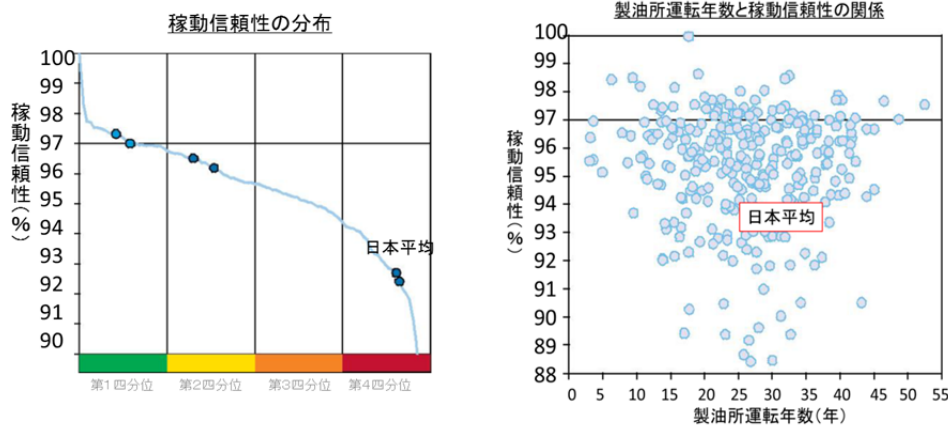 稼動信頼性の分布
100
99
98
97
96
95
94
93
92
91
90
稼動信頼性(%)
日本平均
第1四分位
第2四分位
第3四分位
第4四分位
製油所運転年数と稼動信頼性の関係
100
99
98
97
96
95
94
93
92
91
90
89
88
稼動信頼性(%)
日本平均
0 5 10 15 20 25 30 35 40 45 50 55
製油所運転年数(年)